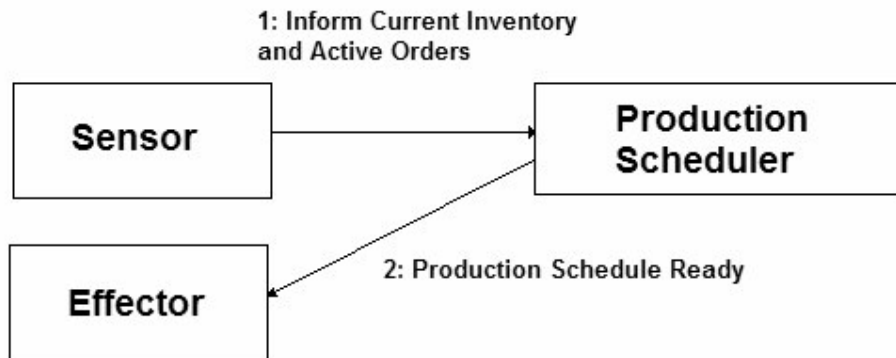 1: Inform Current Inventory
and Active Orders
Sensor
Production
Scheduler
2: Production Schedule Ready
Effector